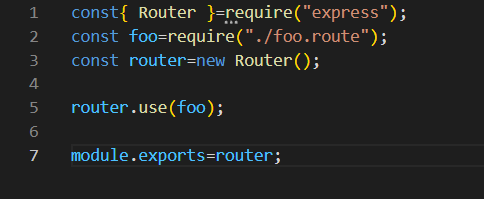 1 const{ Router }=require("express");
2 const foo=require("./foo.route");
3 const router=new Router();
4
5 router.use(foo);
6
7 module.exports=router;